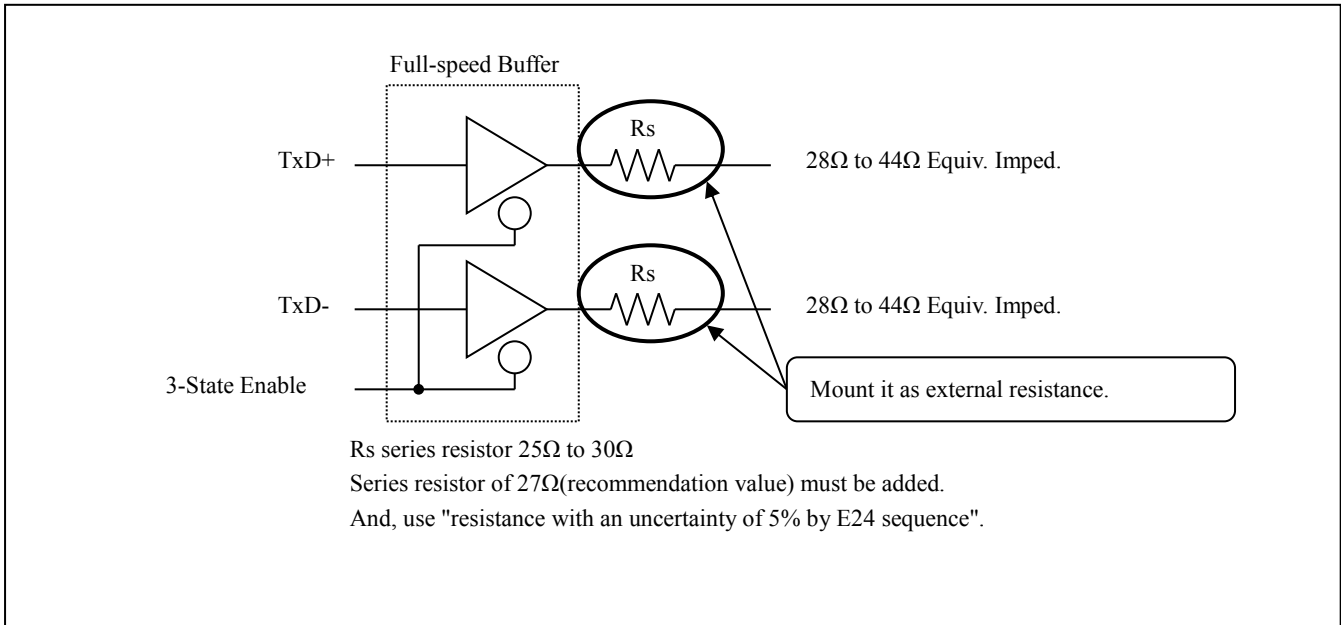 Full-speed Buffer
Rs
TxD+
28Ω to 44Ω Equiv. Imped.
Rs
TxD-
28Ω to 44Ω Equiv. Imped.
3-State Enable
Mount it as external resistance.
Rs series resistor 25Ω to 30Ω
Series resistor of 27Ω(recommendation value) must be added.
And, use "resistance with an uncertainty of 5% by E24 sequence".